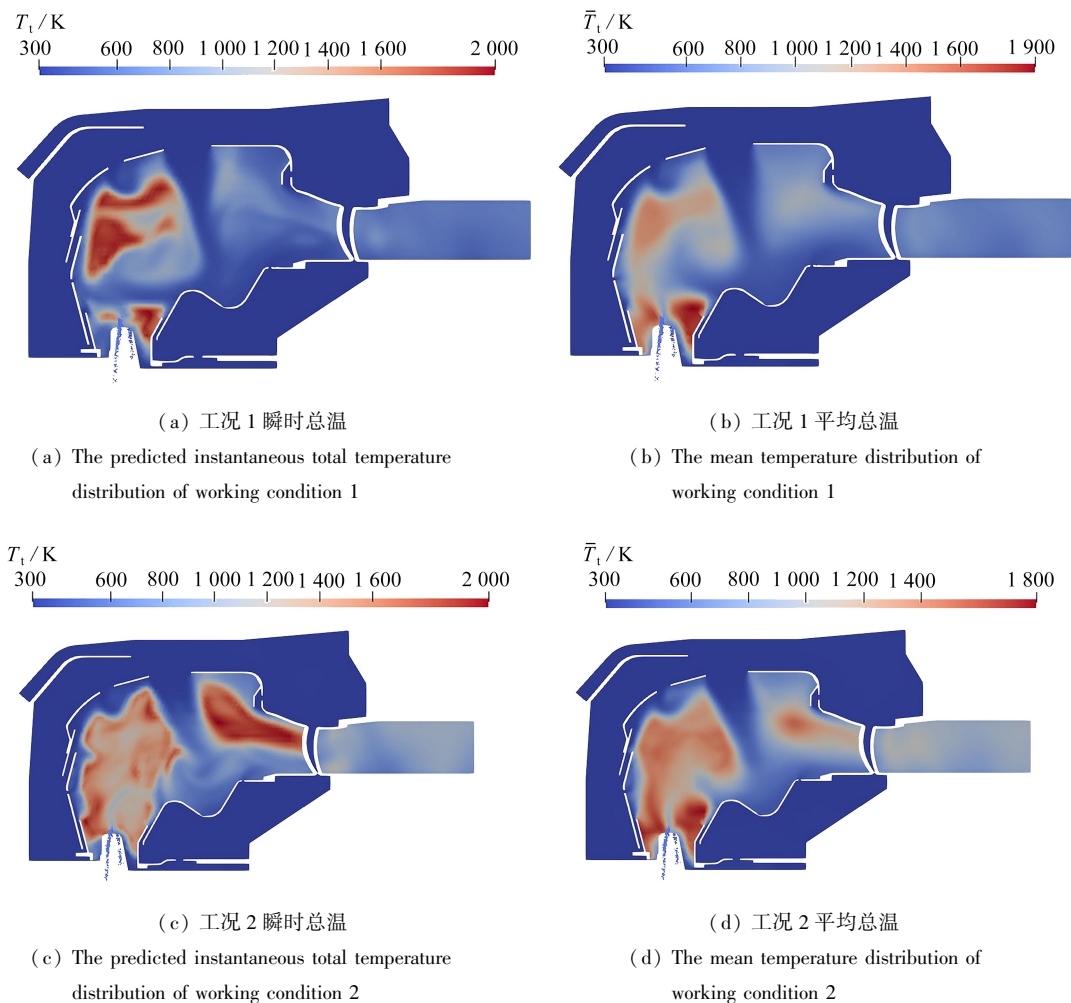 T_t / K
300 600 800 1 000 1 200 1 400 1 600 2 000
T̄_t / K
300 600 800 1 000 1 200 1 400 1 600 1 900
(a) 工况 1 瞬时总温
(a) The predicted instantaneous total temperature
distribution of working condition 1
(b) 工况 1 平均总温
(b) The mean temperature distribution of
working condition 1
T_t / K
300 600 800 1 000 1 200 1 400 1 600 2 000
T̄_t / K
300 600 800 1 000 1 200 1 400 1 800
(c) 工况 2 瞬时总温
(c) The predicted instantaneous total temperature
distribution of working condition 2
(d) 工况 2 平均总温
(d) The mean temperature distribution of
working condition 2